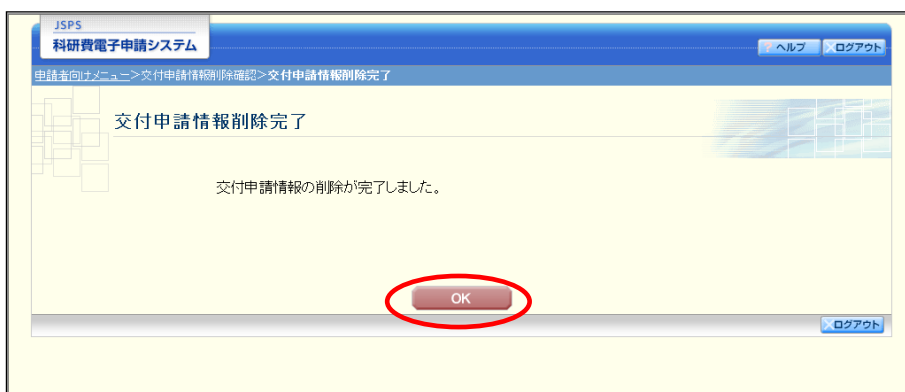 JSPS
科研費電子申請システム
? ヘルプ
ログアウト
申請者向けメニュー>交付申請情報削除確認>交付申請情報削除完了
交付申請情報削除完了
交付申請情報の削除が完了しました。
OK
ログアウト